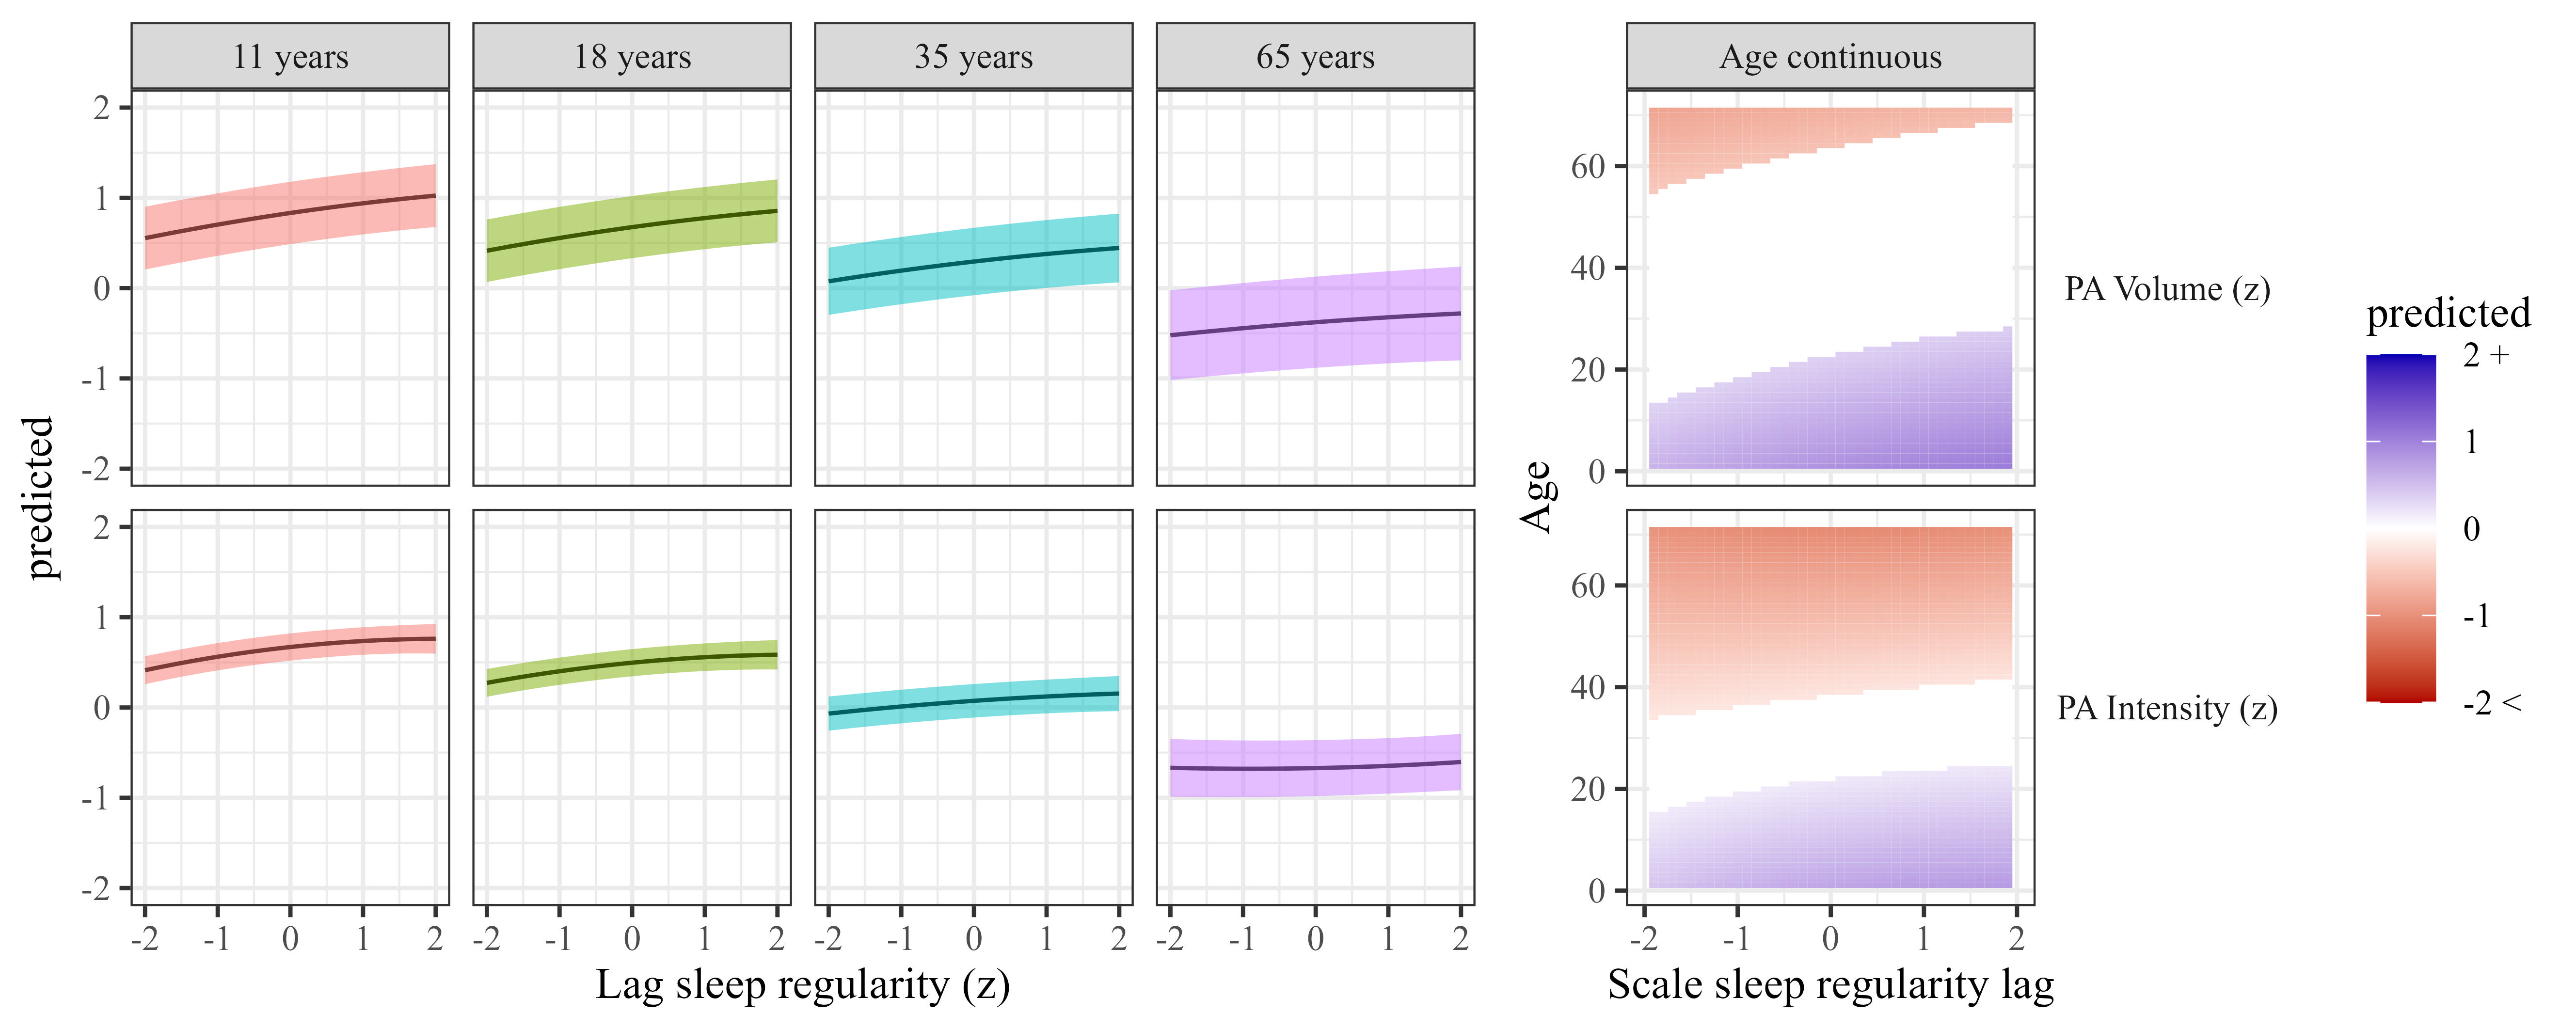 11 years
18 years
35 years
65 years
Age continuous
predicted
2
1
0
-1
-2
Age
60
40
20
0
PA Volume (z)
2
1
0
-1
-2
60
40
20
0
PA Intensity (z)
predicted
2 +
1
0
-1
-2 <
-2 -1 0 1 2
-2 -1 0 1 2
-2 -1 0 1 2
-2 -1 0 1 2
-2 -1 0 1 2
Lag sleep regularity (z)
Scale sleep regularity lag